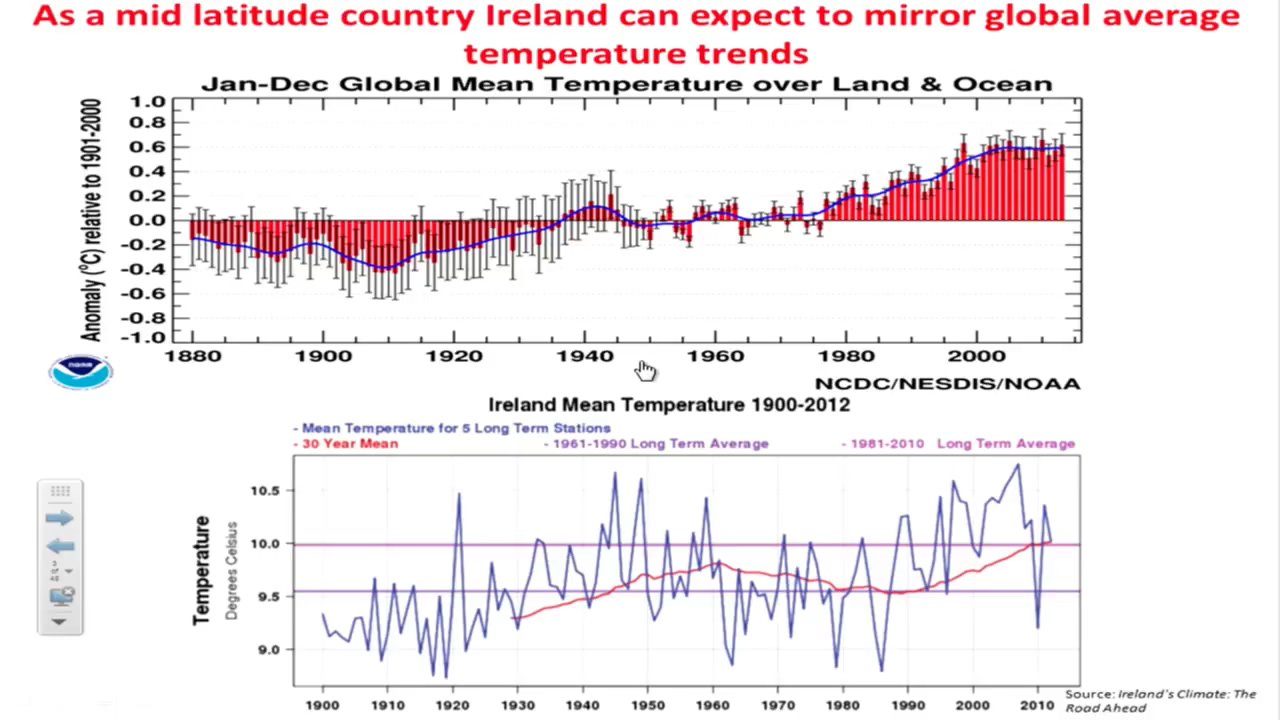 As a mid latitude country Ireland can expect to mirror global average
temperature trends
Jan-Dec Global Mean Temperature over Land & Ocean
Anomaly (°C) relative to 1901-2000
1.0
0.8
0.6
0.4
0.2
0.0
-0.2
-0.4
-0.6
-0.8
-1.0
1880 1900 1920 1940 1960 1980 2000
NOAA
NCDC/NESDIS/NOAA
Ireland Mean Temperature 1900-2012
- Mean Temperature for 5 Long Term Stations
- 30 Year Mean - 1961-1990 Long Term Average - 1981-2010 Long Term Average
Temperature
Degrees Celsius
10.5
10.0
9.5
9.0
1900 1910 1920 1930 1940 1950 1960 1970 1980 1990 2000 2010
Source: Ireland's Climate: The
Road Ahead